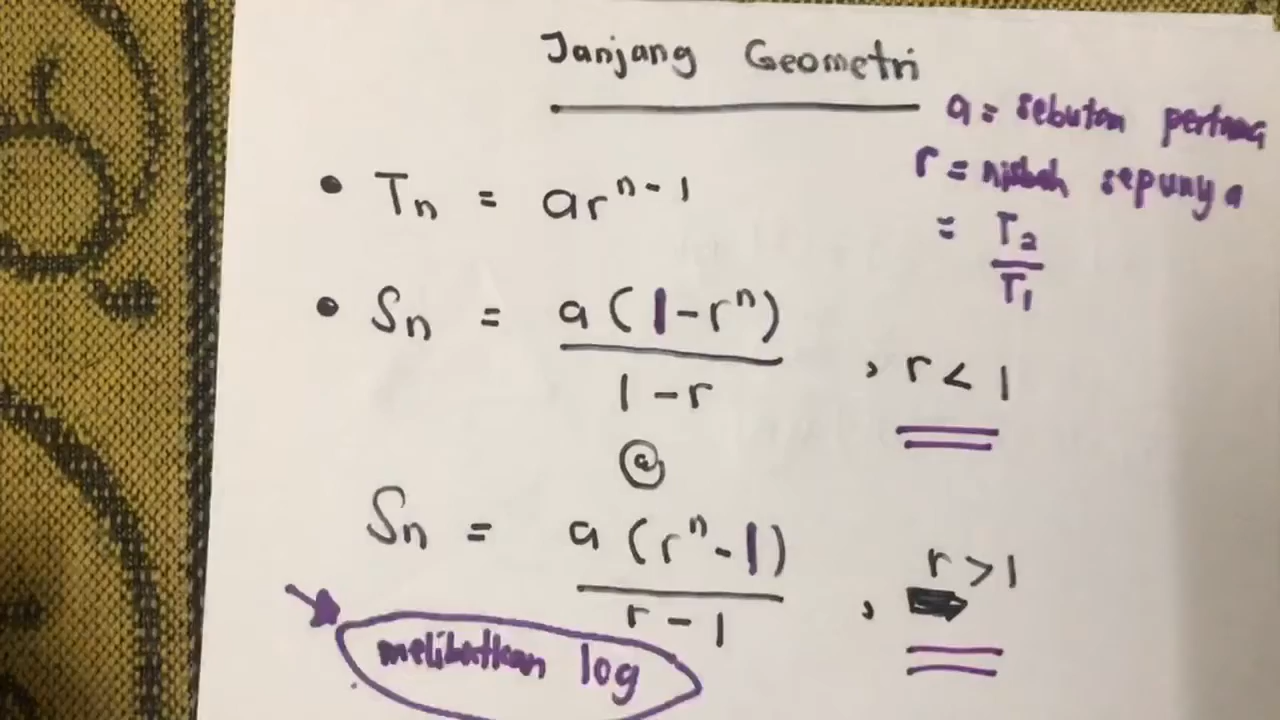 Janjang Geometri
a = sebutan pertama
r = nisbah sepunya
= T₂/T₁
• Tn = ar^(n-1)
• Sn = a(1-r^n)/(1-r) , r < 1
@
Sn = a(r^n-1)/(r-1) , r > 1
melibatkan log